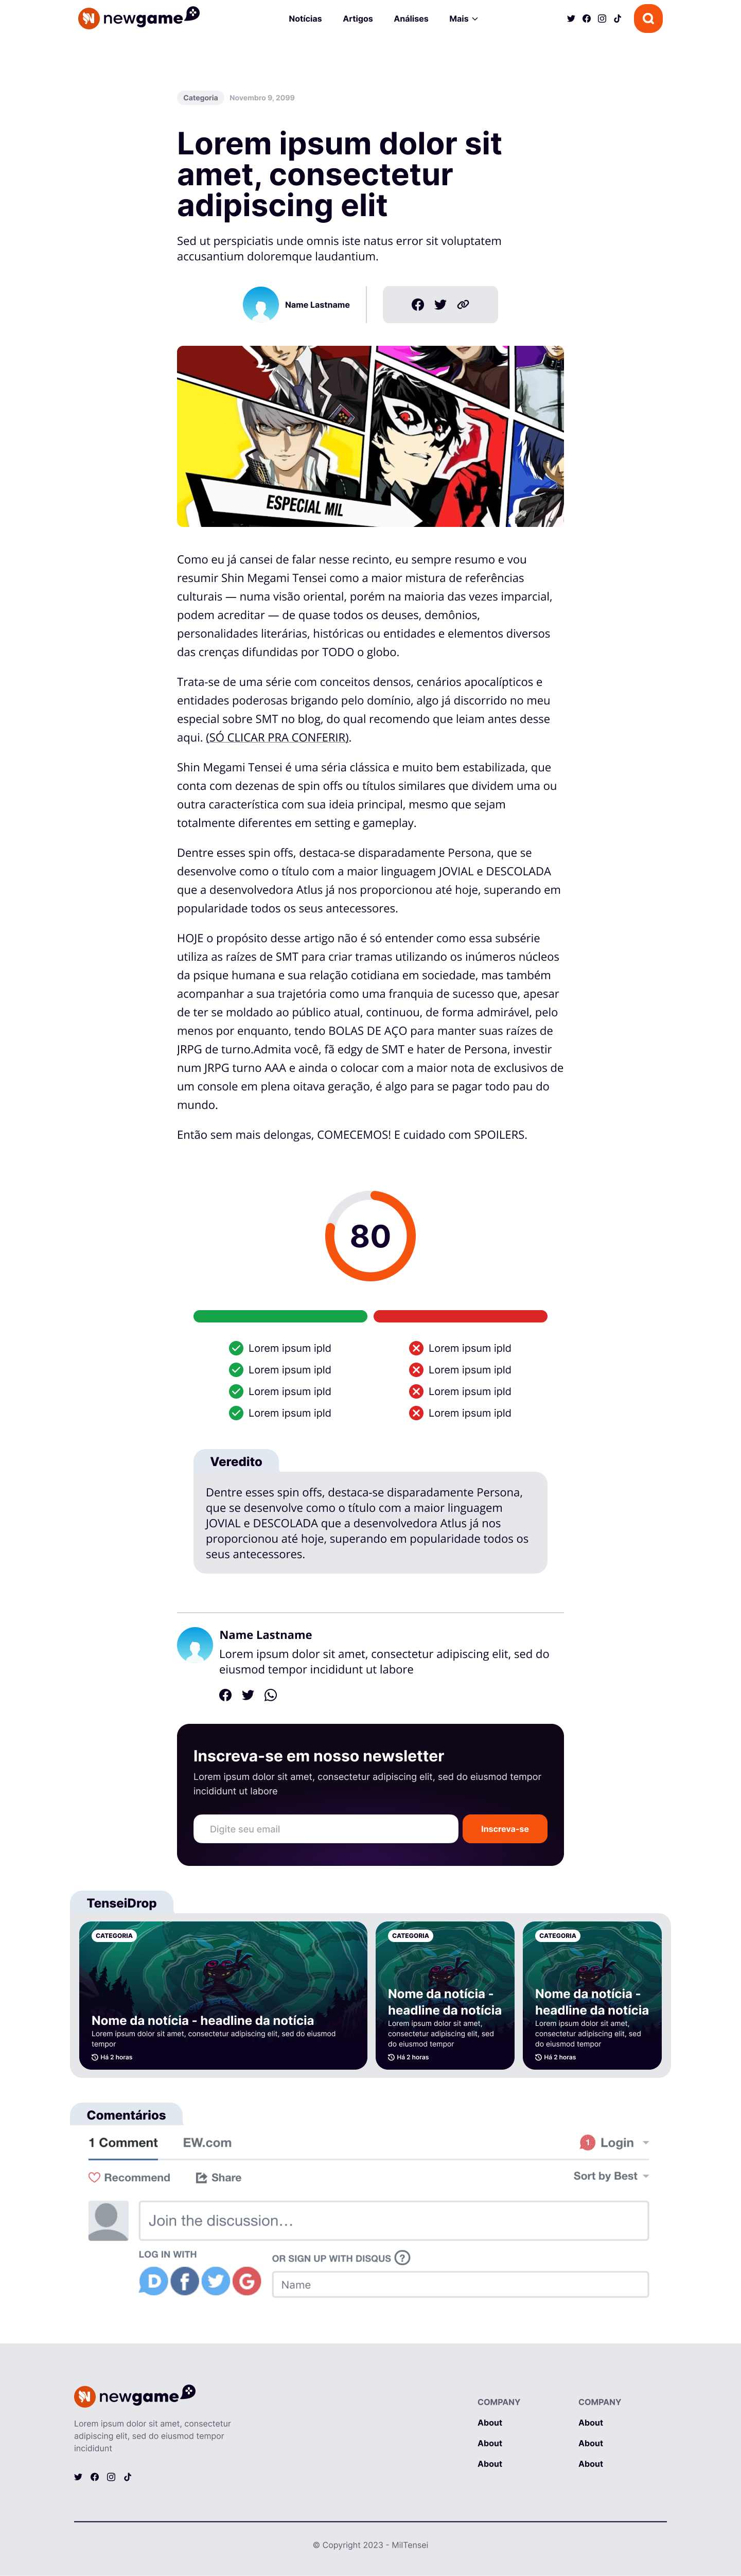 newgame
Notícias Artigos Análises Mais
Categoria Novembro 9, 2099
Lorem ipsum dolor sit
amet, consectetur
adipiscing elit
Sed ut perspiciatis unde omnis iste natus error sit voluptatem
accusantium doloremque laudantium.
Name Lastname
ESPECIAL MIL
Como eu já cansei de falar nesse recinto, eu sempre resumo e vou
resumir Shin Megami Tensei como a maior mistura de referências
culturais — numa visão oriental, porém na maioria das vezes imparcial,
podem acreditar — de quase todos os deuses, demônios,
personalidades literárias, históricas ou entidades e elementos diversos
das crenças difundidas por TODO o globo.
Trata-se de uma série com conceitos densos, cenários apocalípticos e
entidades poderosas brigando pelo domínio, algo já discorrido no meu
especial sobre SMT no blog, do qual recomendo que leiam antes desse
aqui. (SÓ CLICAR PRA CONFERIR).
Shin Megami Tensei é uma séria clássica e muito bem estabilizada, que
conta com dezenas de spin offs ou títulos similares que dividem uma ou
outra característica com sua ideia principal, mesmo que sejam
totalmente diferentes em setting e gameplay.
Dentre esses spin offs, destaca-se disparadamente Persona, que se
desenvolve como o título com a maior linguagem JOVIAL e DESCOLADA
que a desenvolvedora Atlus já nos proporcionou até hoje, superando em
popularidade todos os seus antecessores.
HOJE o propósito desse artigo não é só entender como essa subsérie
utiliza as raízes de SMT para criar tramas utilizando os inúmeros núcleos
da psique humana e sua relação cotidiana em sociedade, mas também
acompanhar a sua trajetória como uma franquia de sucesso que, apesar
de ter se moldado ao público atual, continuou, de forma admirável, pelo
menos por enquanto, tendo BOLAS DE AÇO para manter suas raízes de
JRPG de turno.Admita você, fã edgy de SMT e hater de Persona, investir
num JRPG turno AAA e ainda o colocar com a maior nota de exclusivos de
um console em plena oitava geração, é algo para se pagar todo pau do
mundo.
Então sem mais delongas, COMECEMOS! E cuidado com SPOILERS.
80
Lorem ipsum ipld Lorem ipsum ipld
Lorem ipsum ipld Lorem ipsum ipld
Lorem ipsum ipld Lorem ipsum ipld
Lorem ipsum ipld Lorem ipsum ipld
Veredito
Dentre esses spin offs, destaca-se disparadamente Persona,
que se desenvolve como o título com a maior linguagem
JOVIAL e DESCOLADA que a desenvolvedora Atlus já nos
proporcionou até hoje, superando em popularidade todos os
seus antecessores.
Name Lastname
Lorem ipsum dolor sit amet, consectetur adipiscing elit, sed do
eiusmod tempor incididunt ut labore
Inscreva-se em nosso newsletter
Lorem ipsum dolor sit amet, consectetur adipiscing elit, sed do eiusmod tempor
incididunt ut labore
Digite seu email Inscreva-se
TenseiDrop
CATEGORIA
Nome da notícia - headline da notícia
Lorem ipsum dolor sit amet, consectetur adipiscing elit, sed do eiusmod
tempor
Há 2 horas
CATEGORIA
Nome da notícia -
headline da notícia
Lorem ipsum dolor sit amet,
consectetur adipiscing elit, sed
do eiusmod tempor
Há 2 horas
CATEGORIA
Nome da notícia -
headline da notícia
Lorem ipsum dolor sit amet,
consectetur adipiscing elit, sed
do eiusmod tempor
Há 2 horas
Comentários
1 Comment EW.com 1 Login
Recommend Share Sort by Best
Join the discussion...
LOG IN WITH
OR SIGN UP WITH DISQUS ?
Name
newgame
Lorem ipsum dolor sit amet, consectetur
adipiscing elit, sed do eiusmod tempor
incididunt
COMPANY
About
About
About
COMPANY
About
About
About
© Copyright 2023 - MilTensei